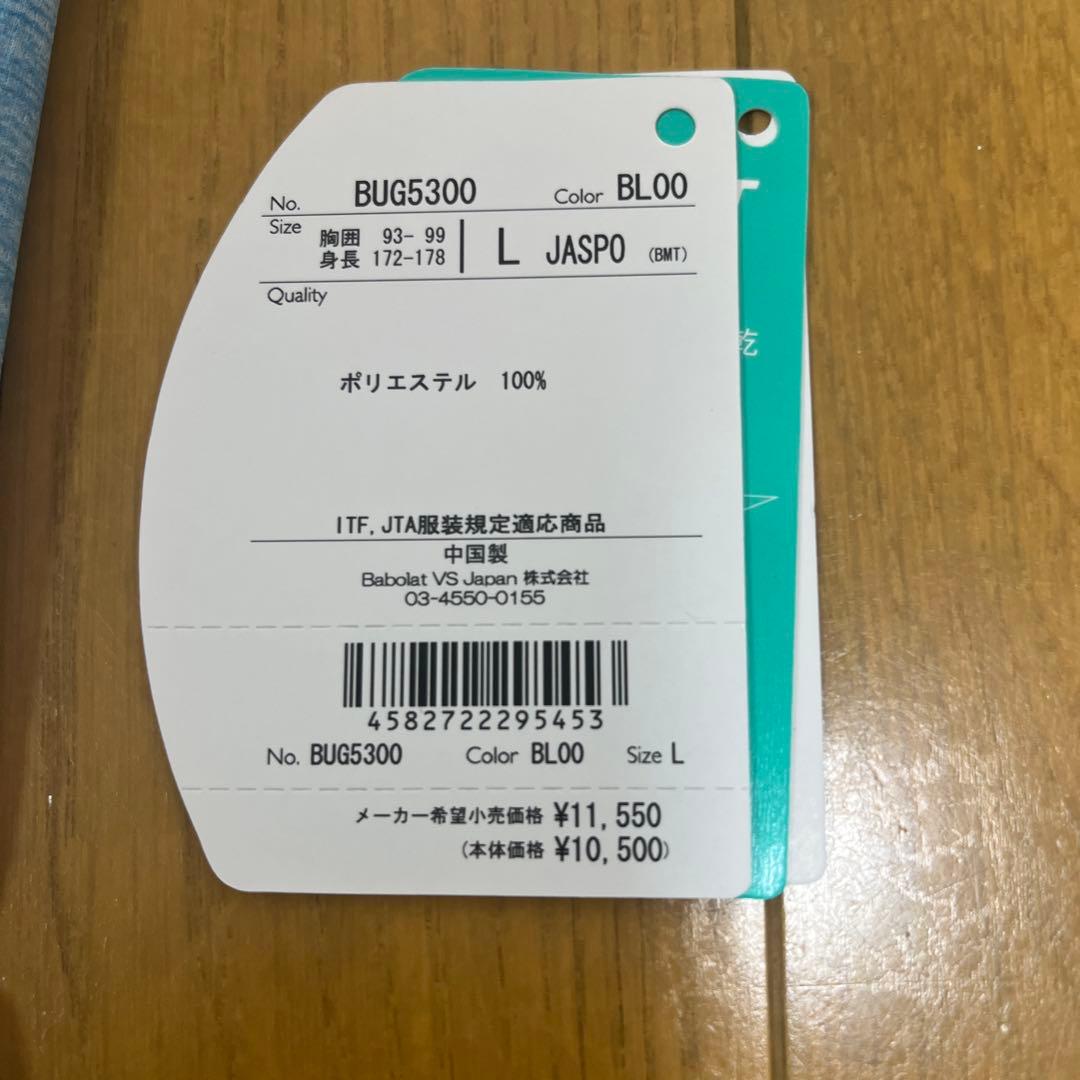 No. BUG5300 Color BL00
Size 胸囲 93- 99 L JASPO (BMT)
身長 172-178
Quality
ポリエステル 100%
ITF, JTA服装規定適応商品
中国製
Babolat VS Japan 株式会社
03-4550-0155
4582722295453
No. BUG5300 Color BL00 Size L
メーカー希望小売価格 ¥11,550
(本体価格 ¥10,500)
T
乾